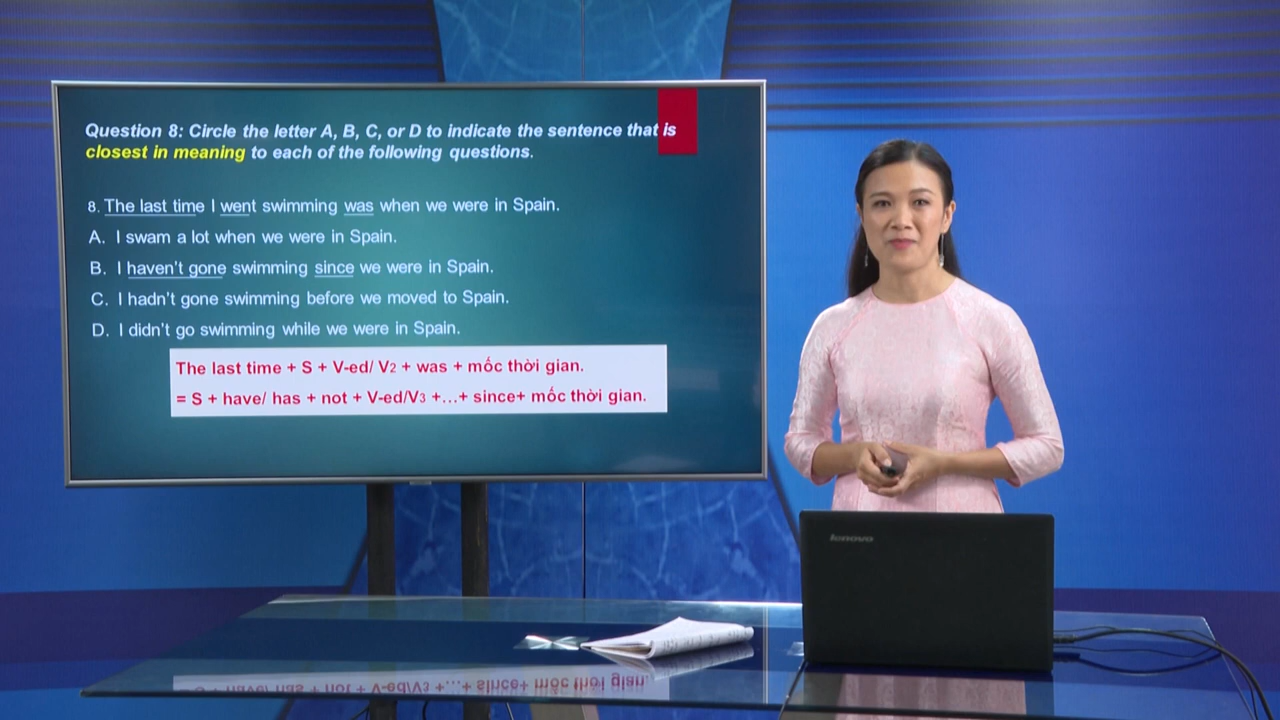 Question 8: Circle the letter A, B, C, or D to indicate the sentence that is
closest in meaning to each of the following questions.
8. The last time I went swimming was when we were in Spain.
A. I swam a lot when we were in Spain.
B. I haven't gone swimming since we were in Spain.
C. I hadn't gone swimming before we moved to Spain.
D. I didn't go swimming while we were in Spain.
The last time + S + V-ed/ V2 + was + mốc thời gian.
= S + have/ has + not + V-ed/V3 +...+ since+ mốc thời gian.
lenovo